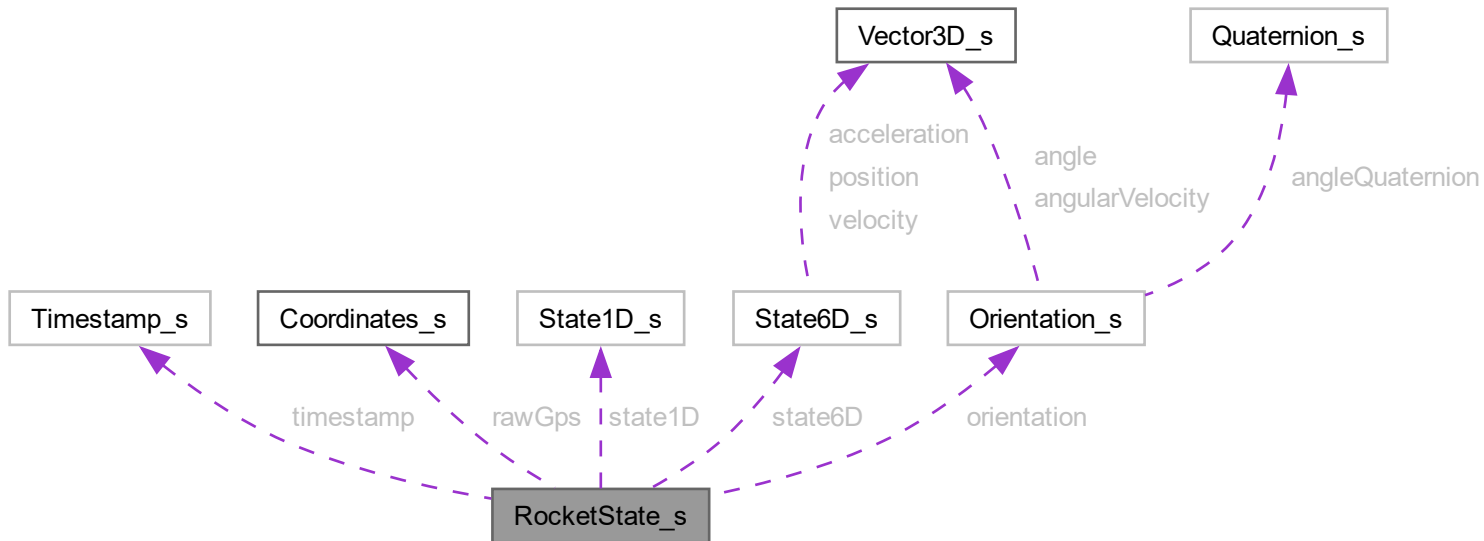 Vector3D_s
Quaternion_s
acceleration
position
velocity
angle
angularVelocity
angleQuaternion
Timestamp_s
Coordinates_s
State1D_s
State6D_s
Orientation_s
timestamp
rawGps
state1D
state6D
orientation
RocketState_s